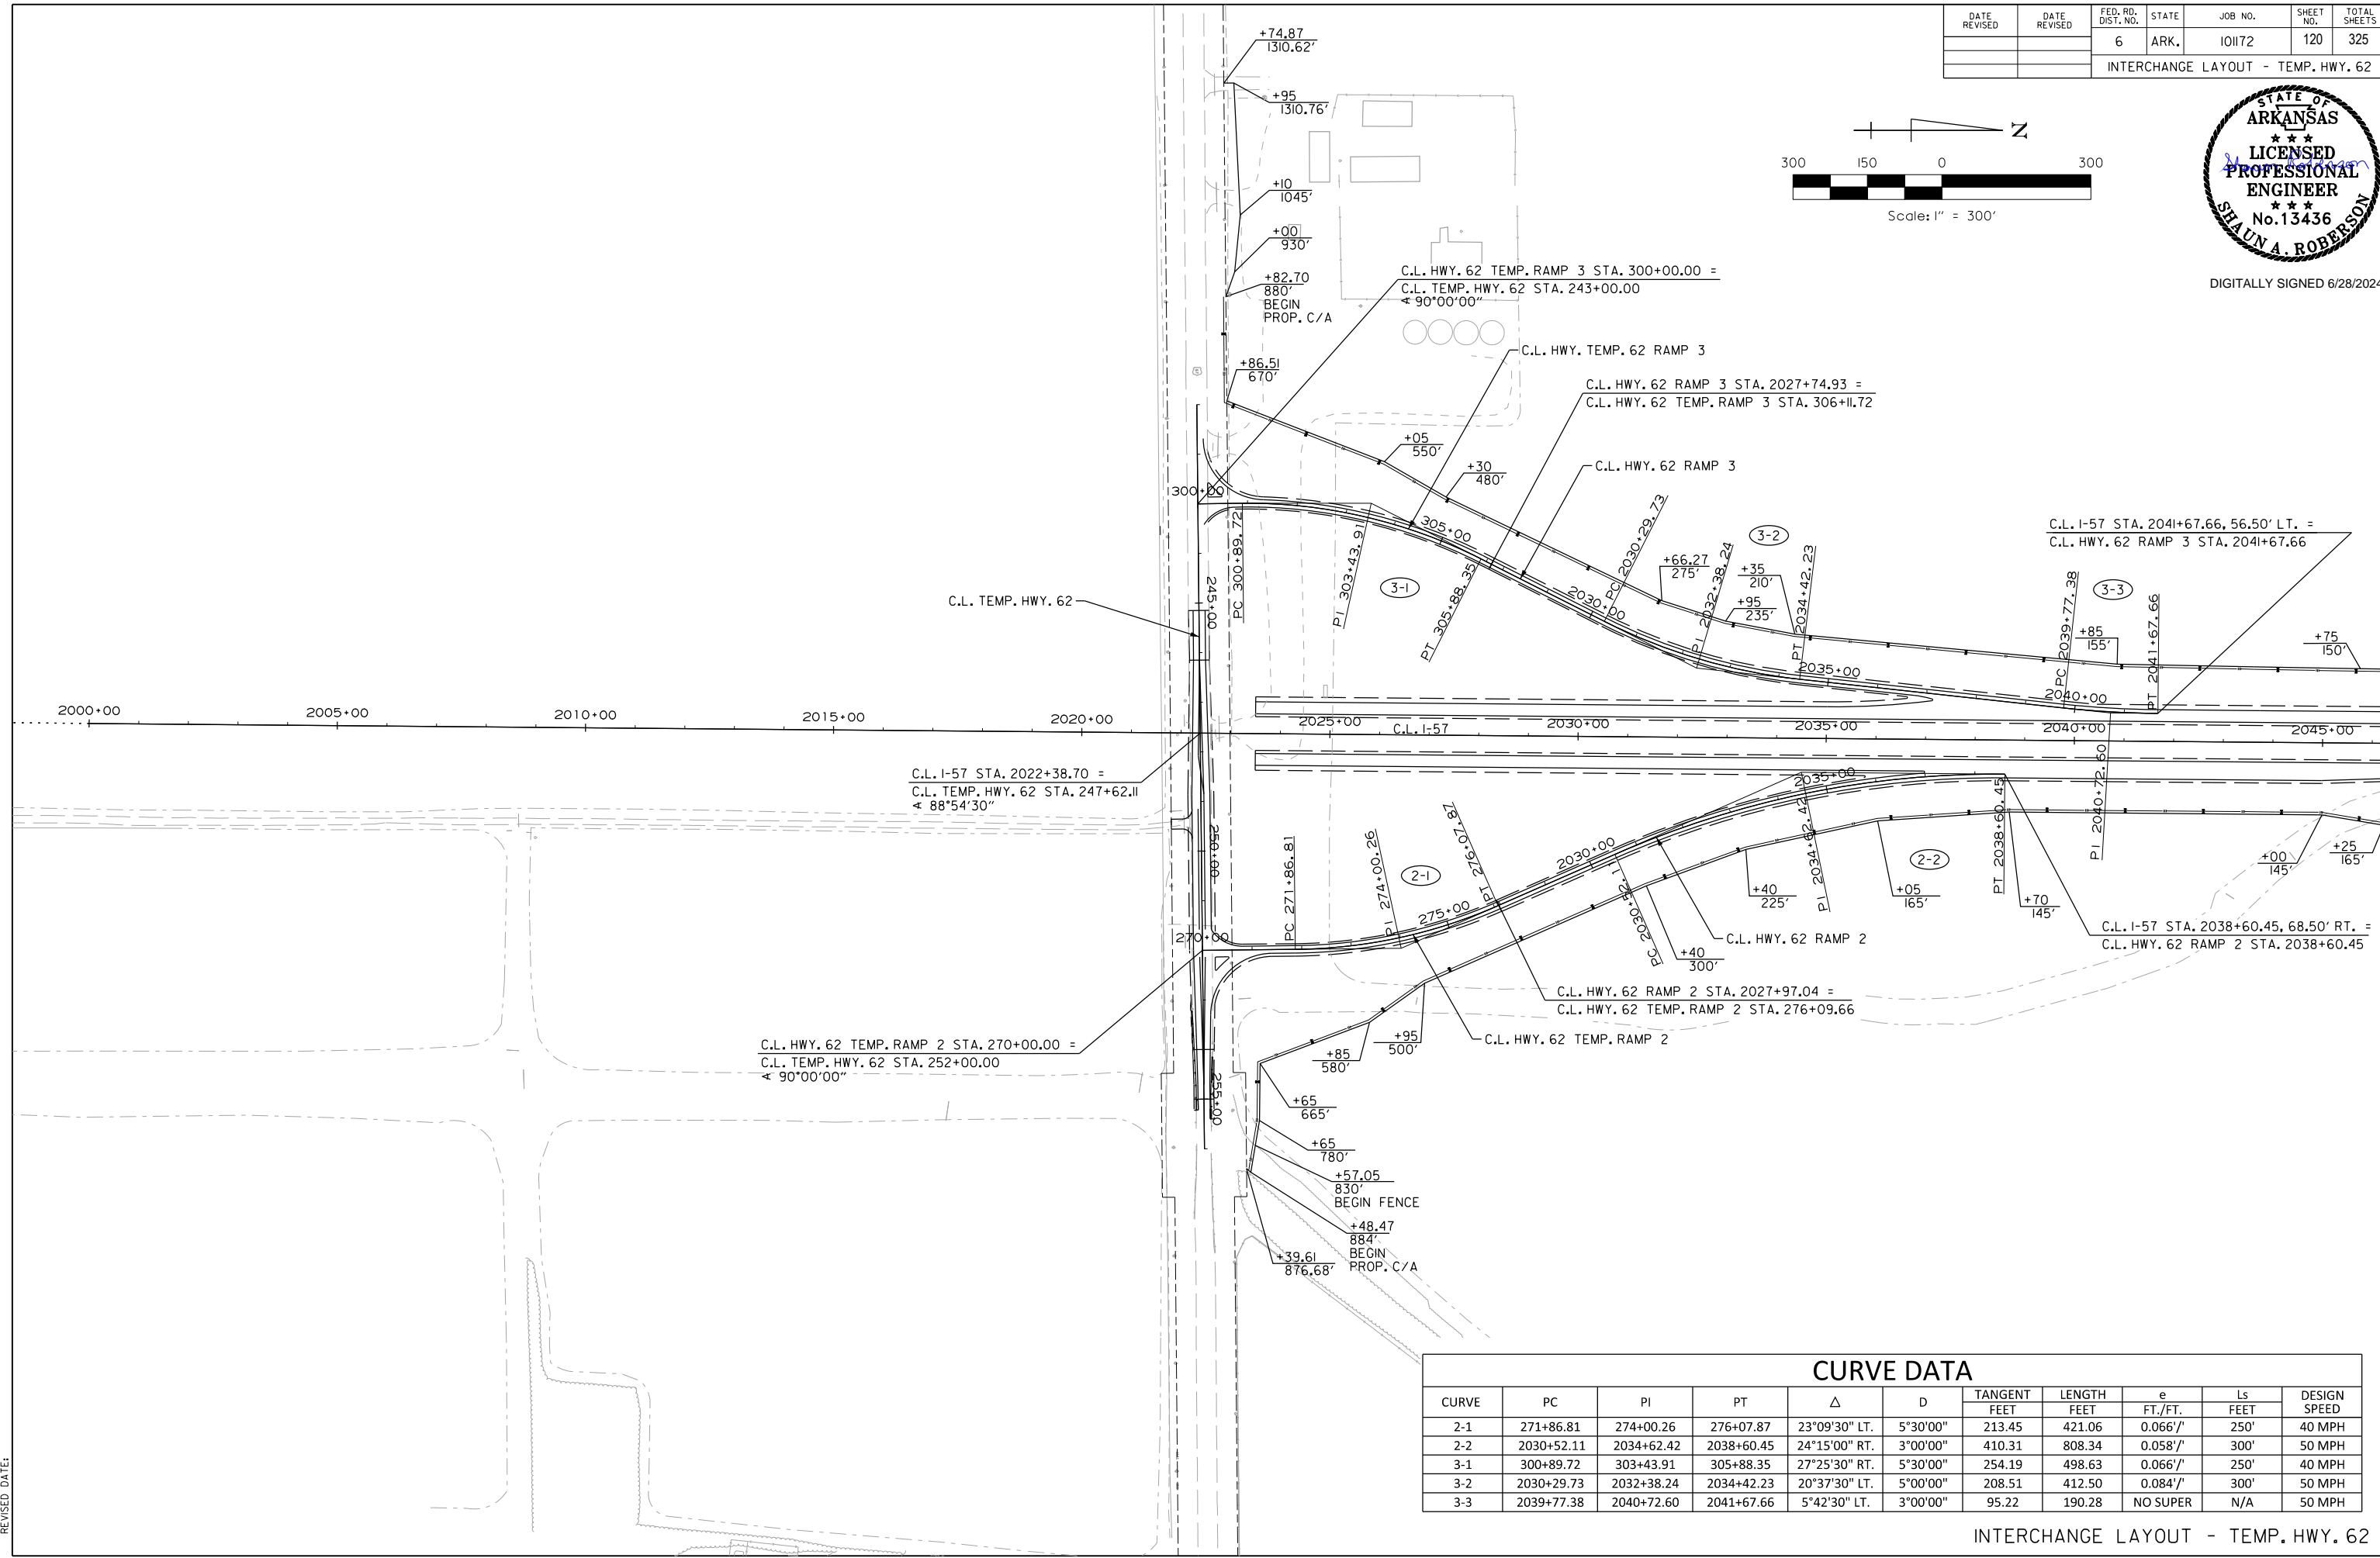 DATE REVISED DATE REVISED FED. RD. DIST. NO. STATE JOB NO. SHEET NO. TOTAL SHEETS
6 ARK. 101172 120 325
INTERCHANGE LAYOUT - TEMP. HWY. 62
STATE OF
ARKANSAS
★ ★ ★
LICENSED
PROFESSIONAL
ENGINEER
★ ★ ★
No. 13436
SHAUN A. ROBERSON
DIGITALLY SIGNED 6/28/2024
N
300 150 0 300
Scale: 1" = 300'
+74.87
1310.62'
+95
1310.76'
+10
1045'
+00
930'
+82.70
880'
BEGIN
PROP. C/A
+86.51
670'
C.L. HWY. 62 TEMP. RAMP 3 STA. 300+00.00 =
C.L. TEMP. HWY. 62 STA. 243+00.00
∢ 90°00'00"
C.L. HWY. TEMP. 62 RAMP 3
C.L. HWY. 62 RAMP 3 STA. 2027+74.93 =
C.L. HWY. 62 TEMP. RAMP 3 STA. 306+11.72
C.L. HWY. 62 RAMP 3
+05
550'
+30
480'
300+00
PC 300+89.72
PI 303+43.91
305+00
PT 305+88.35
3-1
2030+00
PC 2030+29.73
+66.27
275'
3-2
PI 2032+38.24
+95
235'
+35
210'
PT 2034+42.23
2035+00
C.L. I-57 STA. 2041+67.66, 56.50' LT. =
C.L. HWY. 62 RAMP 3 STA. 2041+67.66
PC 2039+77.38
3-3
+85
155'
PT 2041+67.66
2040+00
+75
150'
245+00
C.L. TEMP. HWY. 62
2000+00 2005+00 2010+00 2015+00 2020+00 2025+00 2030+00 2035+00 2040+00 2045+00
C.L. I-57
PI 2040+72.60
C.L. I-57 STA. 2022+38.70 =
C.L. TEMP. HWY. 62 STA. 247+62.11
∢ 88°54'30"
250+00
270+00
PC 271+86.81
PI 274+00.26
2-1
275+00
PT 276+07.87
2030+00
PC 2030+52.11
2035+00
PI 2034+62.42
PT 2038+60.45
2-2
+40
300'
+40
225'
+05
165'
+70
145'
+00
145'
+25
165'
C.L. HWY. 62 RAMP 2
C.L. I-57 STA. 2038+60.45, 68.50' RT. =
C.L. HWY. 62 RAMP 2 STA. 2038+60.45
C.L. HWY. 62 RAMP 2 STA. 2027+97.04 =
C.L. HWY. 62 TEMP. RAMP 2 STA. 276+09.66
C.L. HWY. 62 TEMP. RAMP 2
C.L. HWY. 62 TEMP. RAMP 2 STA. 270+00.00 =
C.L. TEMP. HWY. 62 STA. 252+00.00
∢ 90°00'00"
255+00
+95
500'
+85
580'
+65
665'
+65
780'
+57.05
830'
BEGIN FENCE
+48.47
884'
BEGIN
PROP. C/A
+39.61
876.68'
CURVE DATA
CURVE PC PI PT △ D TANGENT FEET LENGTH FEET e FT./FT. Ls FEET DESIGN SPEED
2-1 271+86.81 274+00.26 276+07.87 23°09'30" LT. 5°30'00" 213.45 421.06 0.066'/' 250' 40 MPH
2-2 2030+52.11 2034+62.42 2038+60.45 24°15'00" RT. 3°00'00" 410.31 808.34 0.058'/' 300' 50 MPH
3-1 300+89.72 303+43.91 305+88.35 27°25'30" RT. 5°30'00" 254.19 498.63 0.066'/' 250' 40 MPH
3-2 2030+29.73 2032+38.24 2034+42.23 20°37'30" LT. 5°00'00" 208.51 412.50 0.084'/' 300' 50 MPH
3-3 2039+77.38 2040+72.60 2041+67.66 5°42'30" LT. 3°00'00" 95.22 190.28 NO SUPER N/A 50 MPH
INTERCHANGE LAYOUT - TEMP. HWY. 62
REVISED DATE: